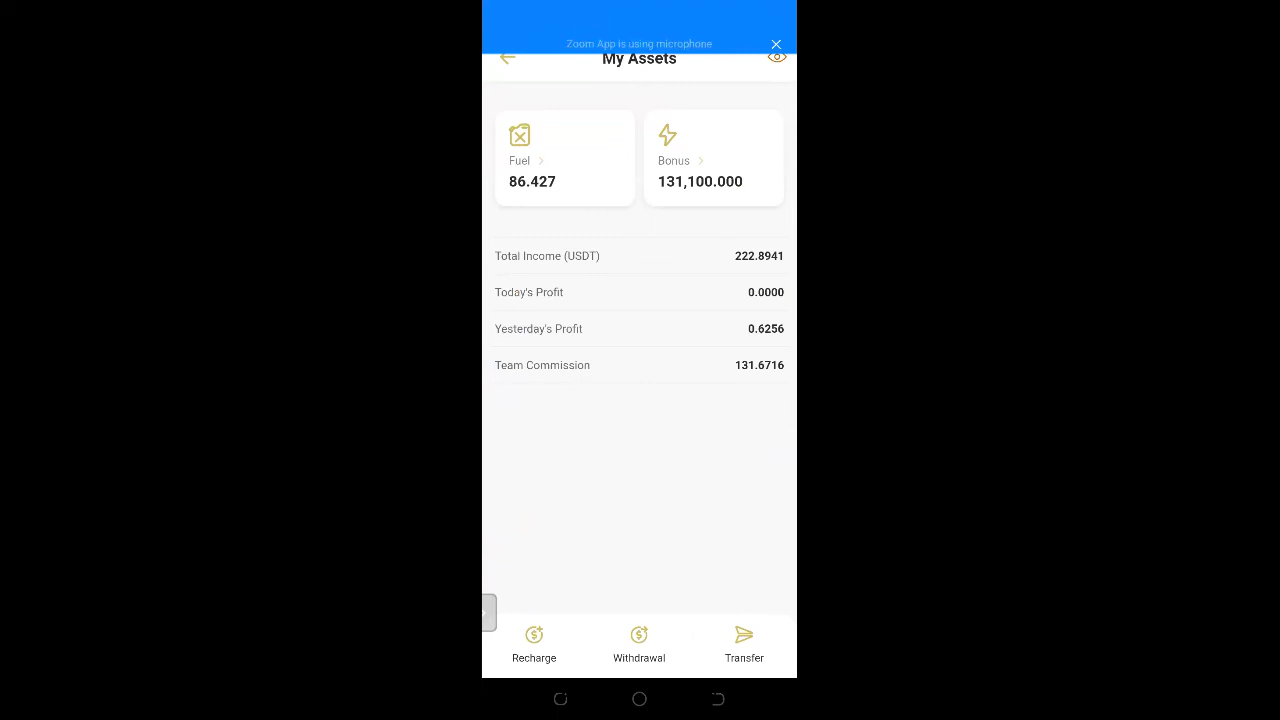 Zoom App is using microphone
My Assets
Fuel
86.427
Bonus
131,100.000
Total Income (USDT) 222.8941
Today's Profit 0.0000
Yesterday's Profit 0.6256
Team Commission 131.6716
Recharge Withdrawal Transfer